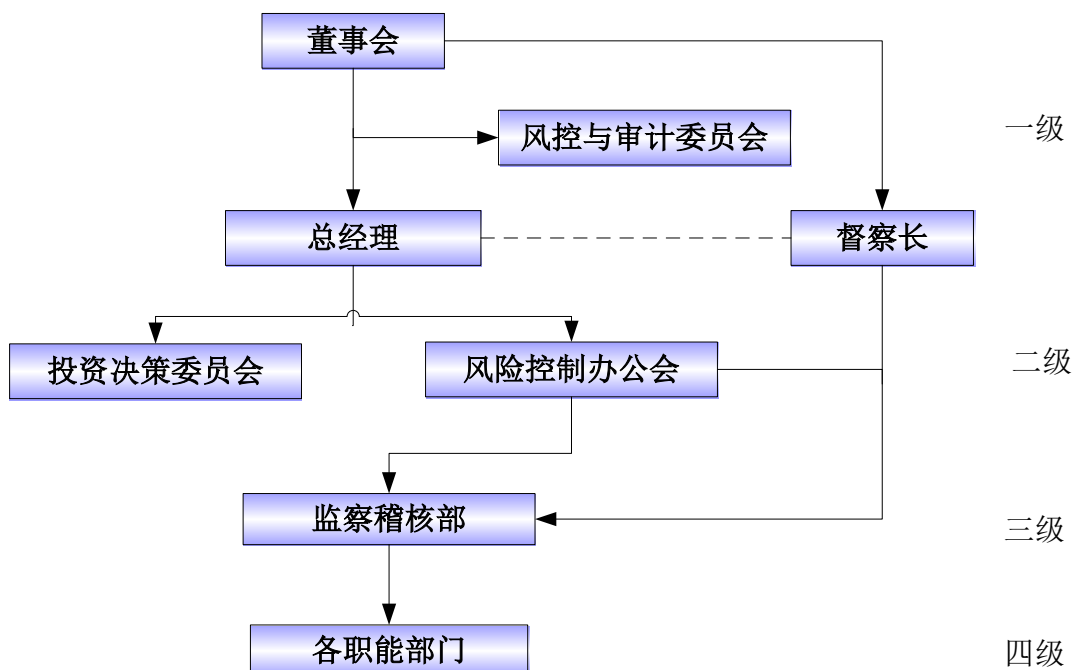 董事会
风控与审计委员会
一级
总经理
督察长
投资决策委员会
风险控制办公会
二级
监察稽核部
三级
各职能部门
四级